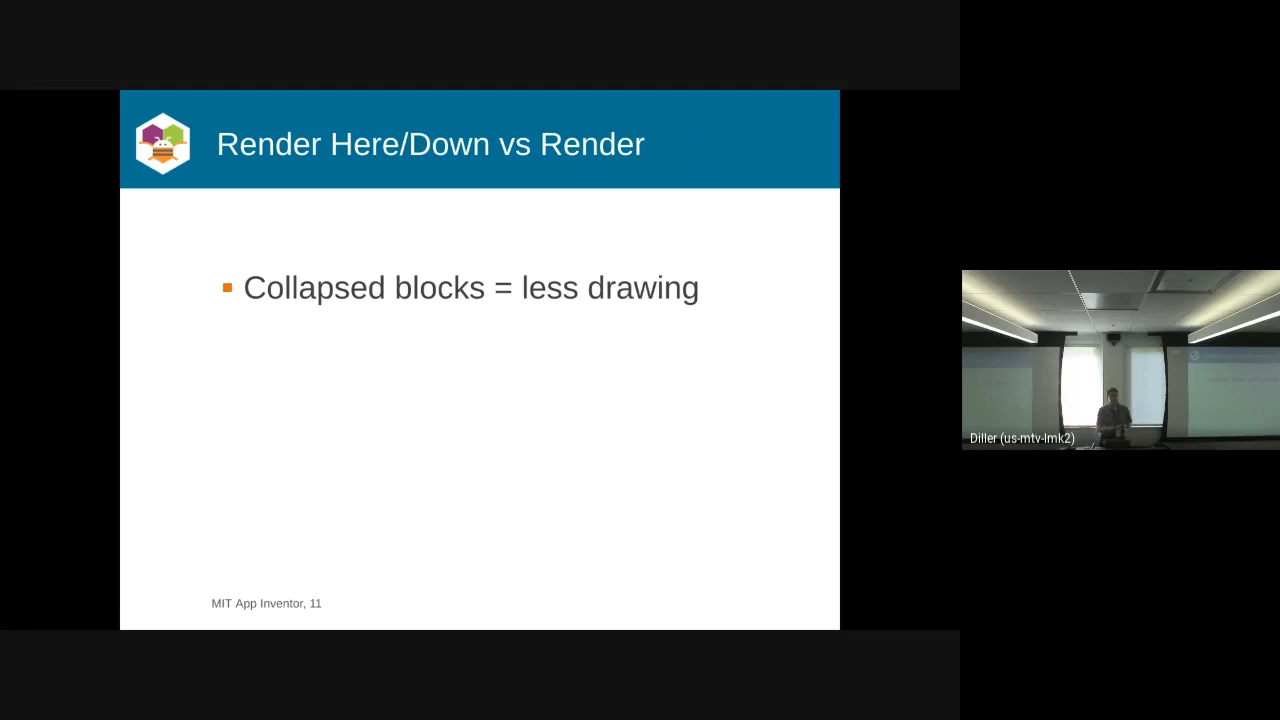 Render Here/Down vs Render
Collapsed blocks = less drawing
MIT App Inventor, 11
Diller (us-mtv-lmk2)